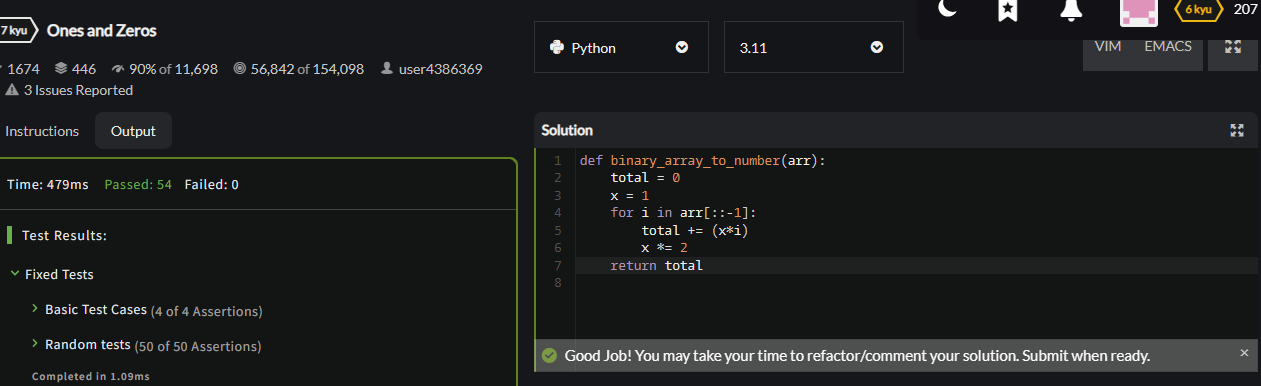 7 kyu Ones and Zeros
Python
3.11
6 kyu 207
VIM EMACS
1674 446 90% of 11,698 56,842 of 154,098 user4386369
3 Issues Reported
Instructions Output
Time: 479ms Passed: 54 Failed: 0
Test Results:
Fixed Tests
Basic Test Cases (4 of 4 Assertions)
Random tests (50 of 50 Assertions)
Completed in 1.09ms
Solution
1 def binary_array_to_number(arr):
2     total = 0
3     x = 1
4     for i in arr[::-1]:
5         total += (x*i)
6         x *= 2
7     return total
8
Good Job! You may take your time to refactor/comment your solution. Submit when ready. ×